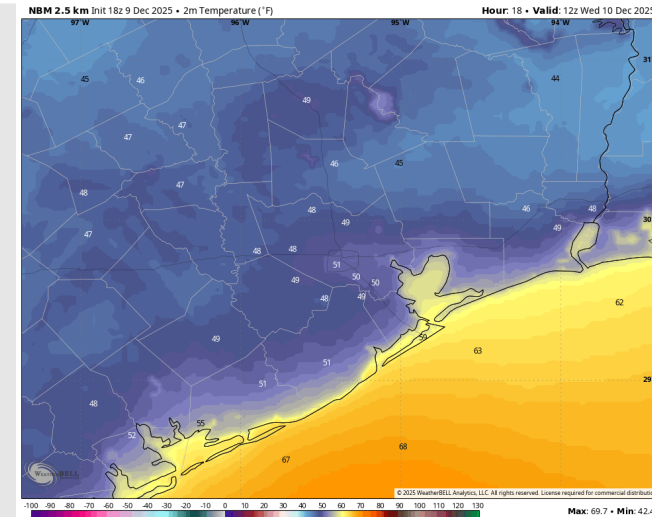 NBM 2.5 km Init 18z 9 Dec 2025 • 2m Temperature (°F)
Hour: 18 • Valid: 12z Wed 10 Dec 2025
97°W 96°W 95°W 94°W
31
45 46 44
49
47 47
46 45
48 47
48 49 46 49 48
30
47
48 48
51
50 50
49 48 49
62
59
49 63
51
51
29
48
55
52
68
67
WeatherBELL
© 2025 WeatherBELL Analytics, LLC. All rights reserved. License required for commercial distributio
-100 -90 -80 -70 -60 -50 -40 -30 -20 -10 0 10 20 30 40 50 60 70 80 90 100 110 120 130
Max: 69.7 • Min: 42.4